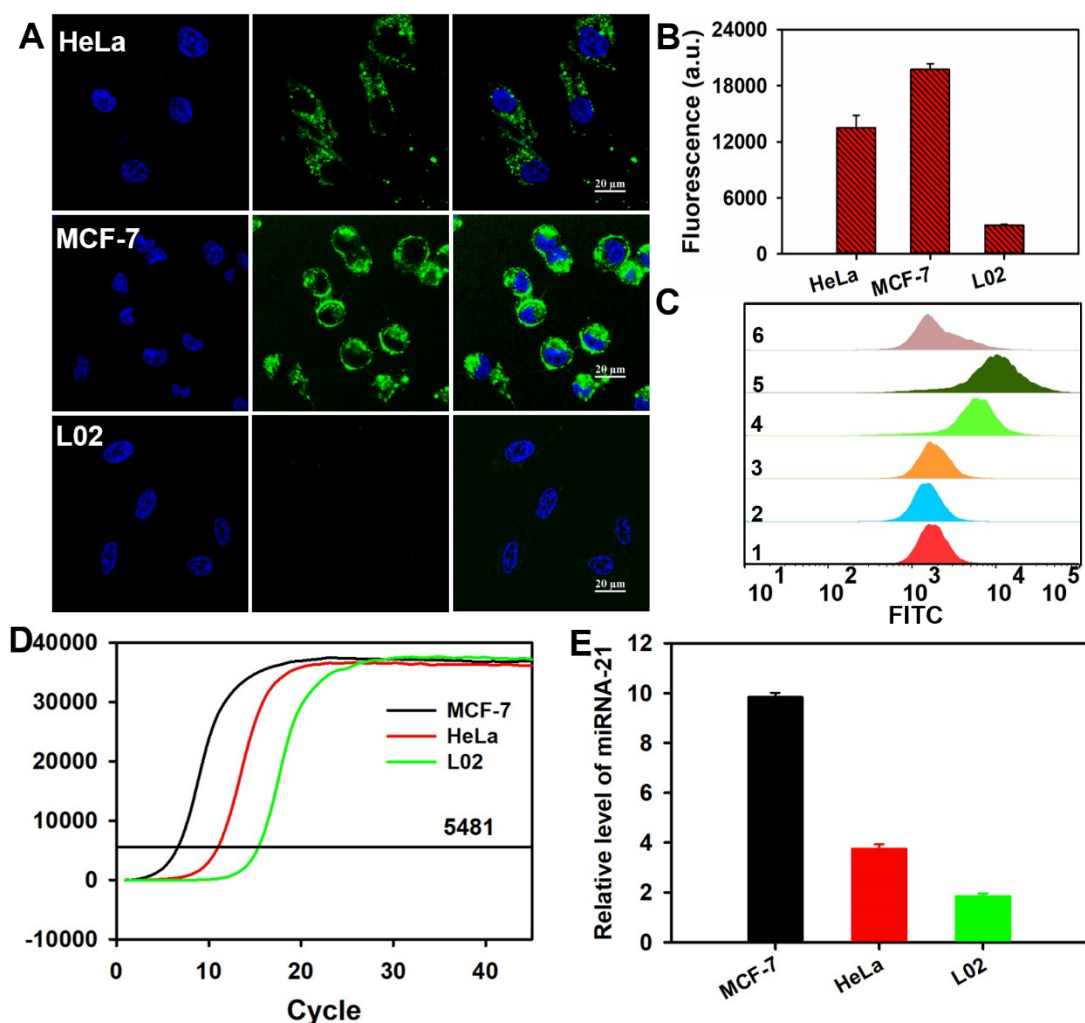 A
HeLa
20 µm
MCF-7
20 µm
L02
20 µm
B
Fluorescence (a.u.)
24000
18000
12000
6000
0
HeLa
MCF-7
L02
C
6
5
4
3
2
1
10^1
10^2
10^3
10^4
10^5
FITC
D
40000
30000
20000
10000
0
-10000
MCF-7
HeLa
L02
5481
0
10
20
30
40
Cycle
E
Relative level of miRNA-21
12
10
8
6
4
2
0
MCF-7
HeLa
L02